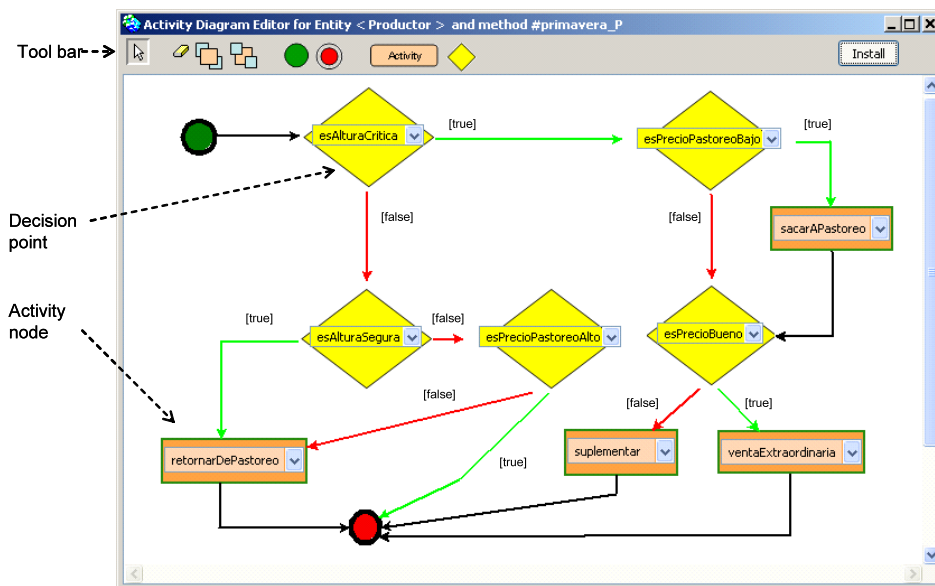 Activity Diagram Editor for Entity < Productor > and method #primavera_P
Tool bar
Activity
Install
esAlturaCritica
[true]
esPrecioPastoreoBajo
[true]
Decision
point
[false]
[false]
sacarAPastoreo
Activity
node
[true]
esAlturaSegura
[false]
esPrecioPastoreoAlto
esPrecioBueno
[false]
[false]
[true]
retornarDePastoreo
[true]
suplementar
ventaExtraordinaria